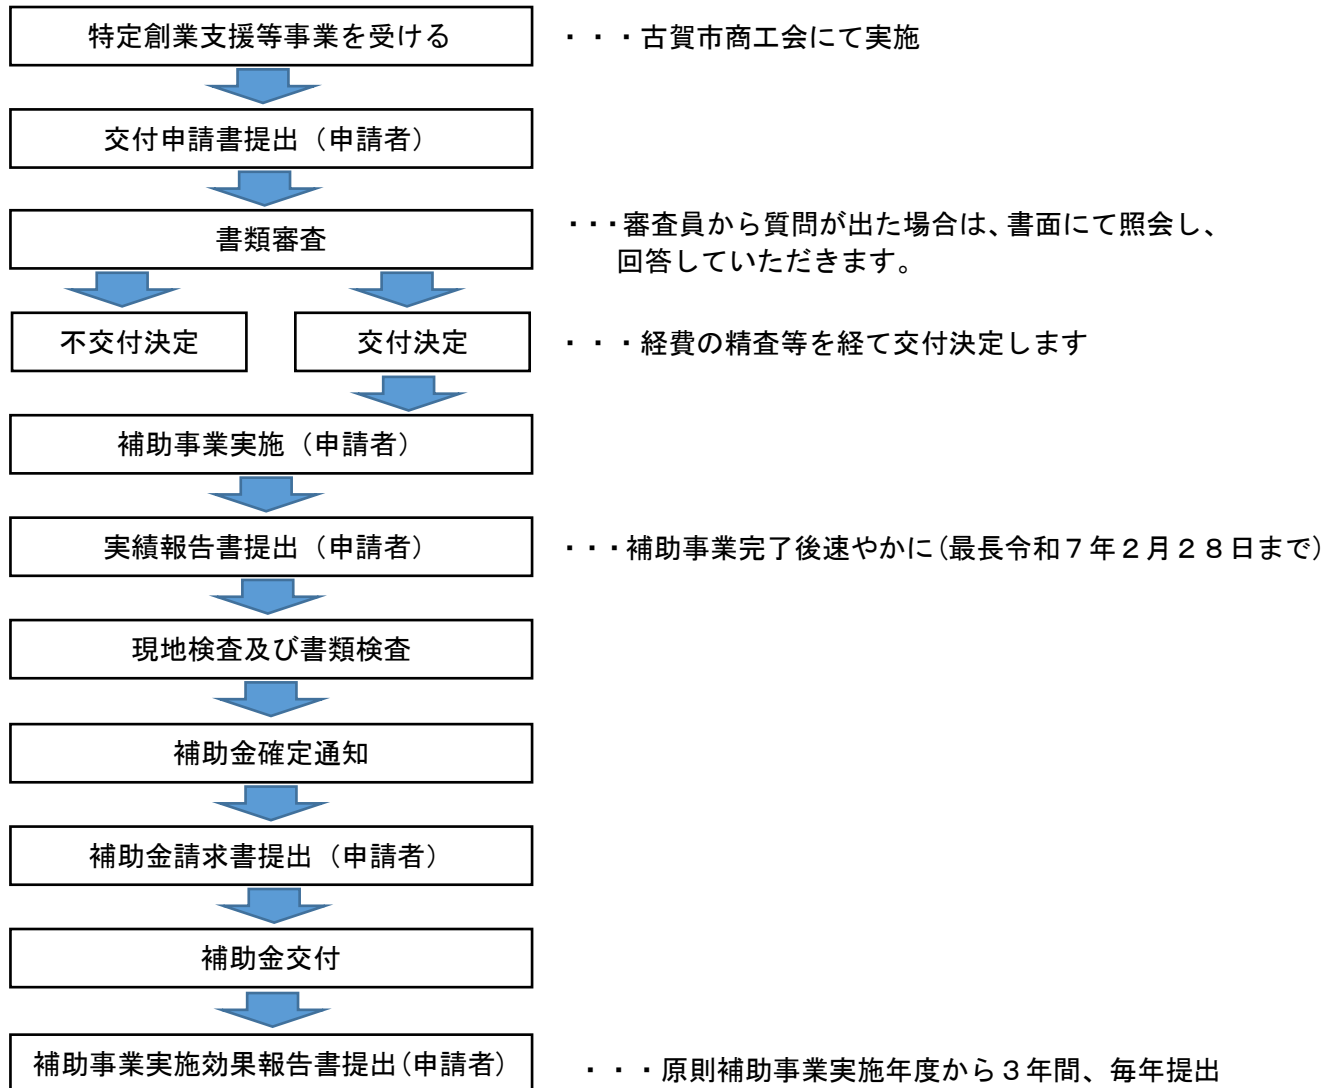 特定創業支援等事業を受ける
・・・古賀市商工会にて実施
交付申請書提出（申請者）
書類審査
・・・審査員から質問が出た場合は、書面にて照会し、
回答していただきます。
不交付決定
交付決定
・・・経費の精査等を経て交付決定します
補助事業実施（申請者）
実績報告書提出（申請者）
・・・補助事業完了後速やかに（最長令和７年２月２８日まで）
現地検査及び書類検査
補助金確定通知
補助金請求書提出（申請者）
補助金交付
補助事業実施効果報告書提出（申請者）
・・・原則補助事業実施年度から３年間、毎年提出